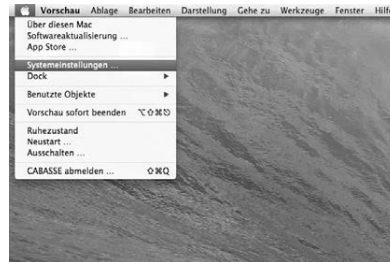 Vorschau Ablage Bearbeiten Darstellung Gehe zu Werkzeuge Fenster Hilfe
Über diesen Mac
Softwareaktualisierung ...
App Store ...
Systemeinstellungen ...
Dock ▶
Benutzte Objekte ▶
Vorschau sofort beenden ⌥⇧⌘⎋
Ruhezustand
Neustart ...
Ausschalten ...
CABASSE abmelden ... ⇧⌘Q